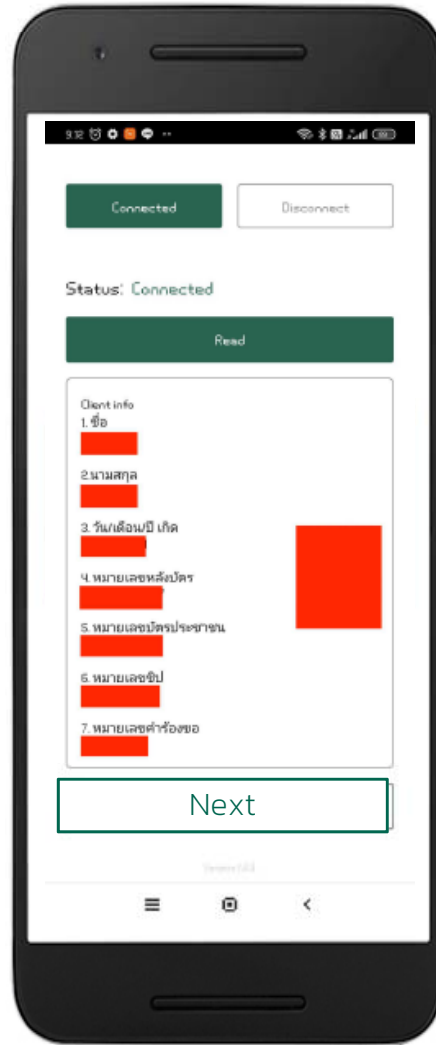 9:12
Connected
Disconnect
Status: Connected
Read
Client info
1. ชื่อ
2.นามสกุล
3. วัน/เดือน/ปี เกิด
4. หมายเลขหลังบัตร
5. หมายเลขบัตรประชาชน
6. หมายเลขชิป
7. หมายเลขคำร้องขอ
Next